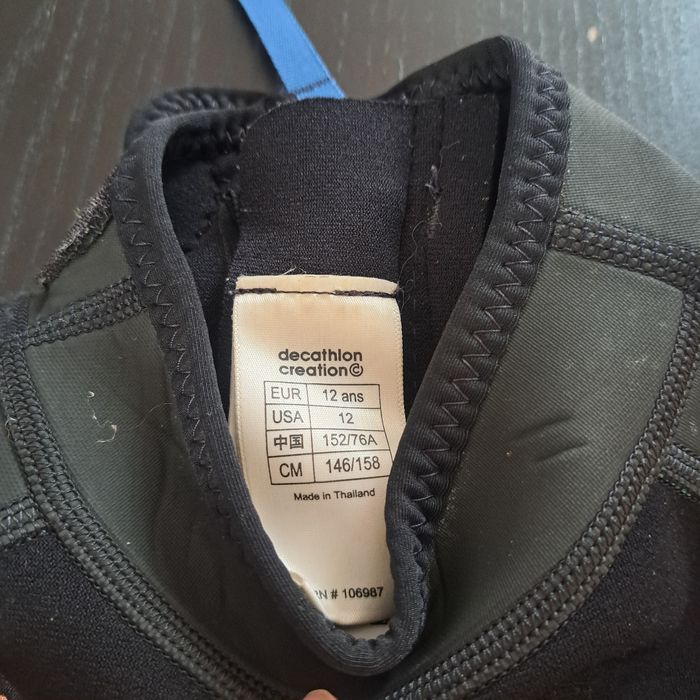 decathlon
creation©
EUR 12 ans
USA 12
中国 152/76A
CM 146/158
Made in Thailand
RN # 106987